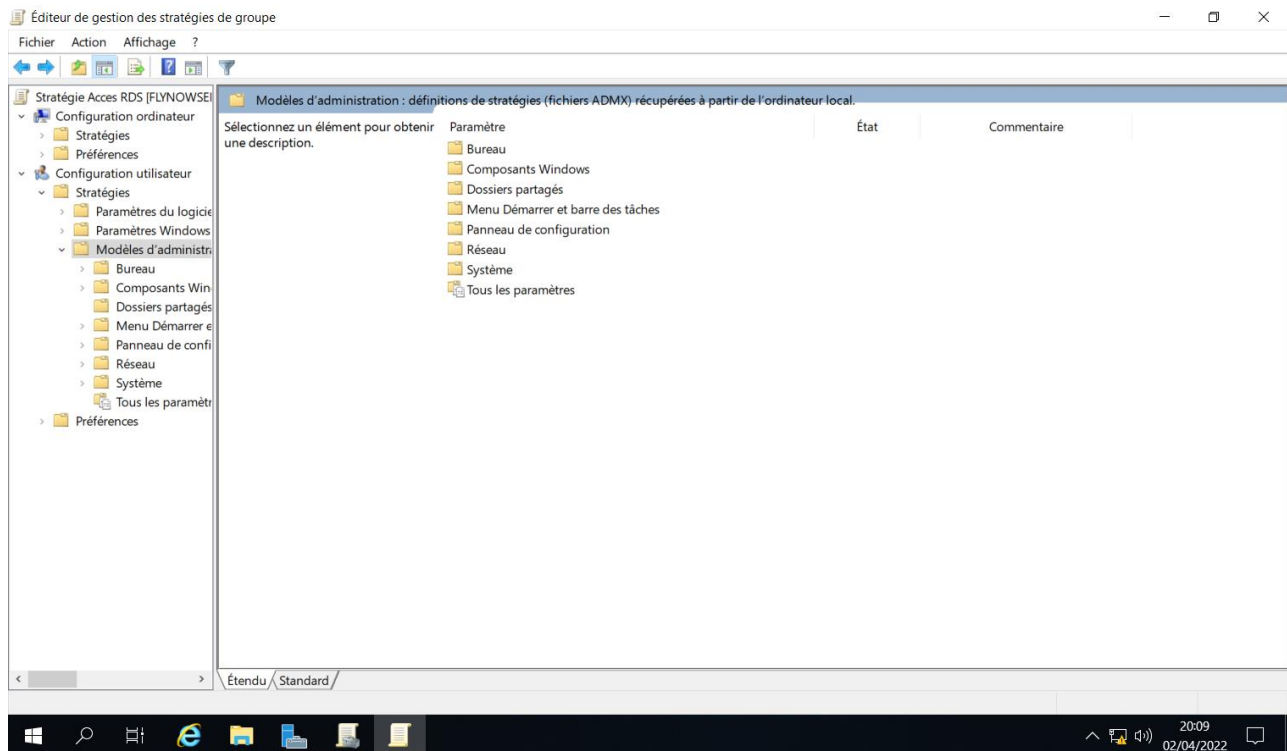 Éditeur de gestion des stratégies de groupe
Fichier Action Affichage ?
Stratégie Acces RDS [FLYNOWSE
Configuration ordinateur
Stratégies
Préférences
Configuration utilisateur
Stratégies
Paramètres du logicie
Paramètres Windows
Modèles d'administra
Bureau
Composants Win
Dossiers partagés
Menu Démarrer e
Panneau de confi
Réseau
Système
Tous les paramètr
Préférences
Modèles d'administration : définitions de stratégies (fichiers ADMX) récupérées à partir de l'ordinateur local.
Sélectionnez un élément pour obtenir
une description.
Paramètre État Commentaire
Bureau
Composants Windows
Dossiers partagés
Menu Démarrer et barre des tâches
Panneau de configuration
Réseau
Système
Tous les paramètres
Étendu Standard
20:09
02/04/2022